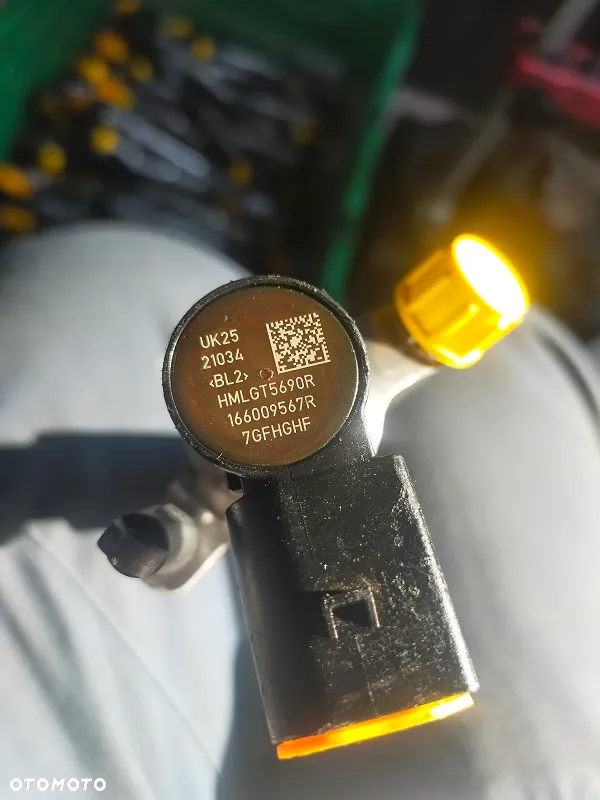 UK25
21034
<BL2>
HMLGT5690R
166009567R
7GFHGHF
OTOMOTO